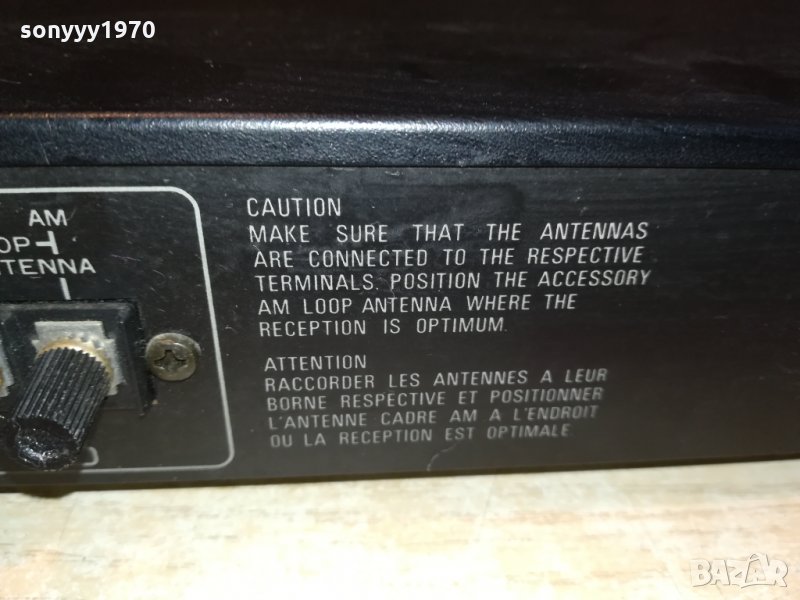 sonyyy1970
AM
OP
TENNA
CAUTION
MAKE SURE THAT THE ANTENNAS
ARE CONNECTED TO THE RESPECTIVE
TERMINALS. POSITION THE ACCESSORY
AM LOOP ANTENNA WHERE THE
RECEPTION IS OPTIMUM.
ATTENTION
RACCORDER LES ANTENNES A LEUR
BORNE RESPECTIVE ET POSITIONNER
L'ANTENNE CADRE AM A L'ENDROIT
OU LA RECEPTION EST OPTIMALE.
BAZAR